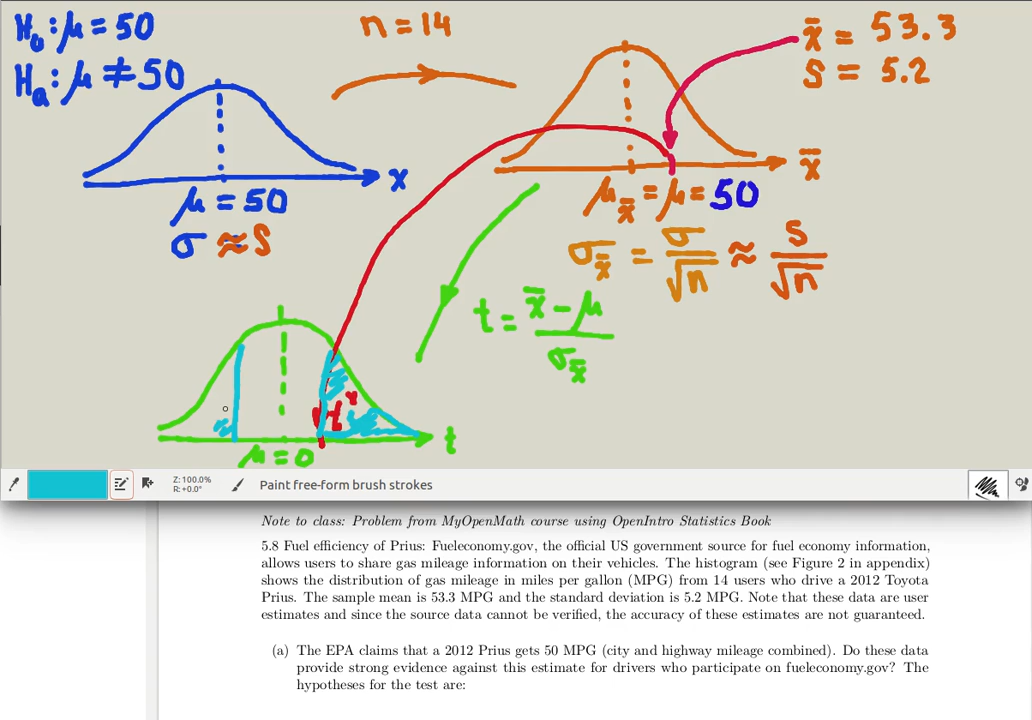 H₀ : μ = 50
Hₐ : μ ≠ 50
n = 14
x̄ = 53.3
S = 5.2
x
μ = 50
σ ≈ S
x̄
μ_x̄ = μ = 50
σ_x̄ = σ/√n ≈ S/√n
t = (x̄ − μ)/σ_x̄
t*
t
μ = 0
Z: 100.0%
R: +0.0°
Paint free-form brush strokes
Note to class: Problem from MyOpenMath course using OpenIntro Statistics Book
5.8 Fuel efficiency of Prius: Fueleconomy.gov, the official US government source for fuel economy information,
allows users to share gas mileage information on their vehicles. The histogram (see Figure 2 in appendix)
shows the distribution of gas mileage in miles per gallon (MPG) from 14 users who drive a 2012 Toyota
Prius. The sample mean is 53.3 MPG and the standard deviation is 5.2 MPG. Note that these data are user
estimates and since the source data cannot be verified, the accuracy of these estimates are not guaranteed.
(a) The EPA claims that a 2012 Prius gets 50 MPG (city and highway mileage combined). Do these data
provide strong evidence against this estimate for drivers who participate on fueleconomy.gov? The
hypotheses for the test are: